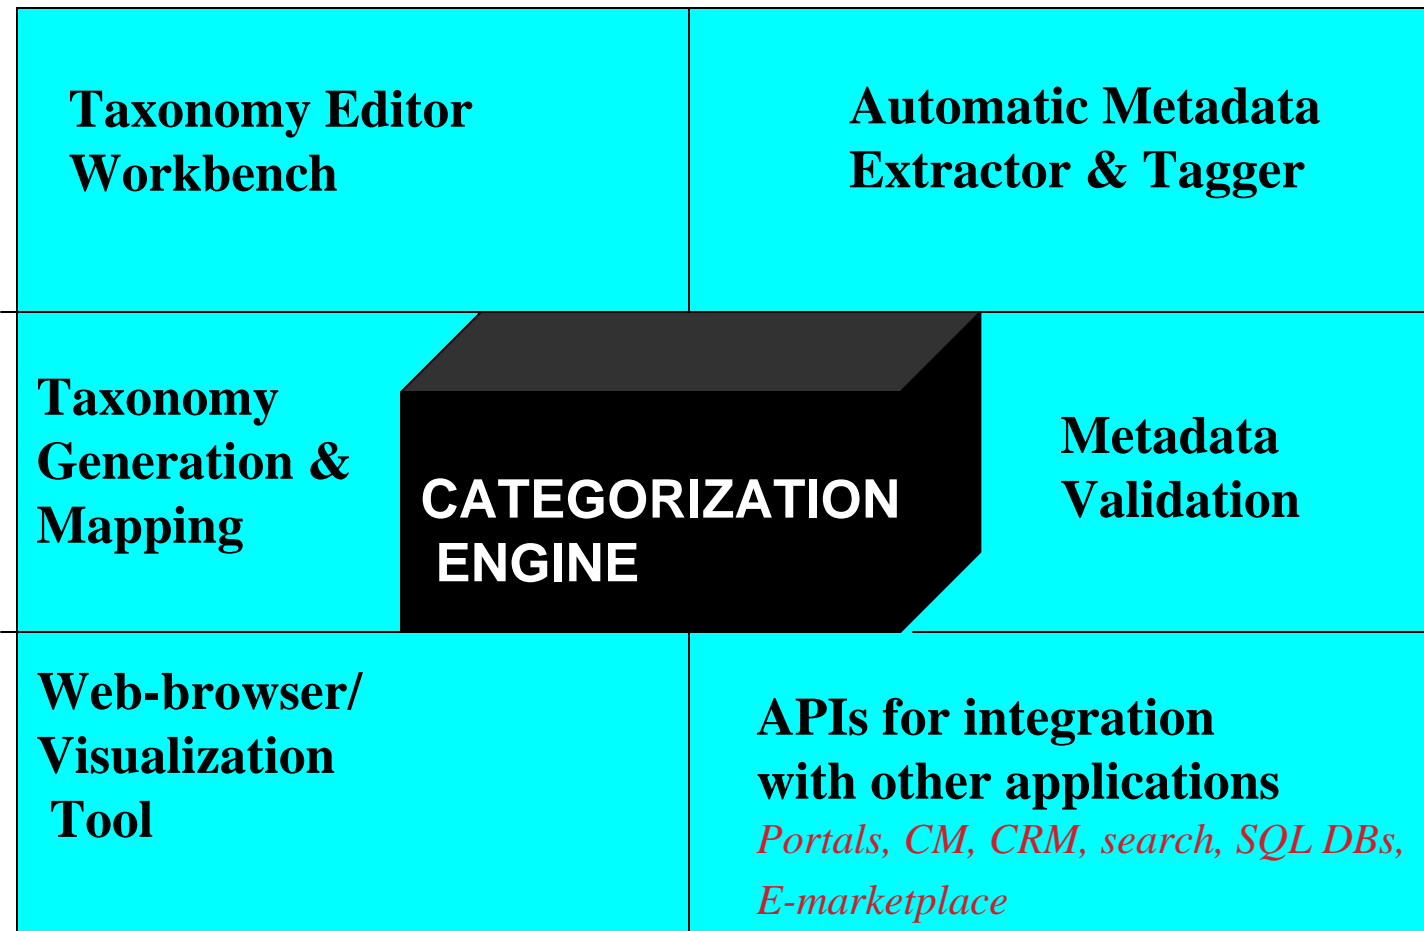 Taxonomy Editor
Workbench
Automatic Metadata
Extractor & Tagger
Taxonomy
Generation &
Mapping
CATEGORIZATION
ENGINE
Metadata
Validation
Web-browser/
Visualization
Tool
APIs for integration
with other applications
Portals, CM, CRM, search, SQL DBs,
E-marketplace